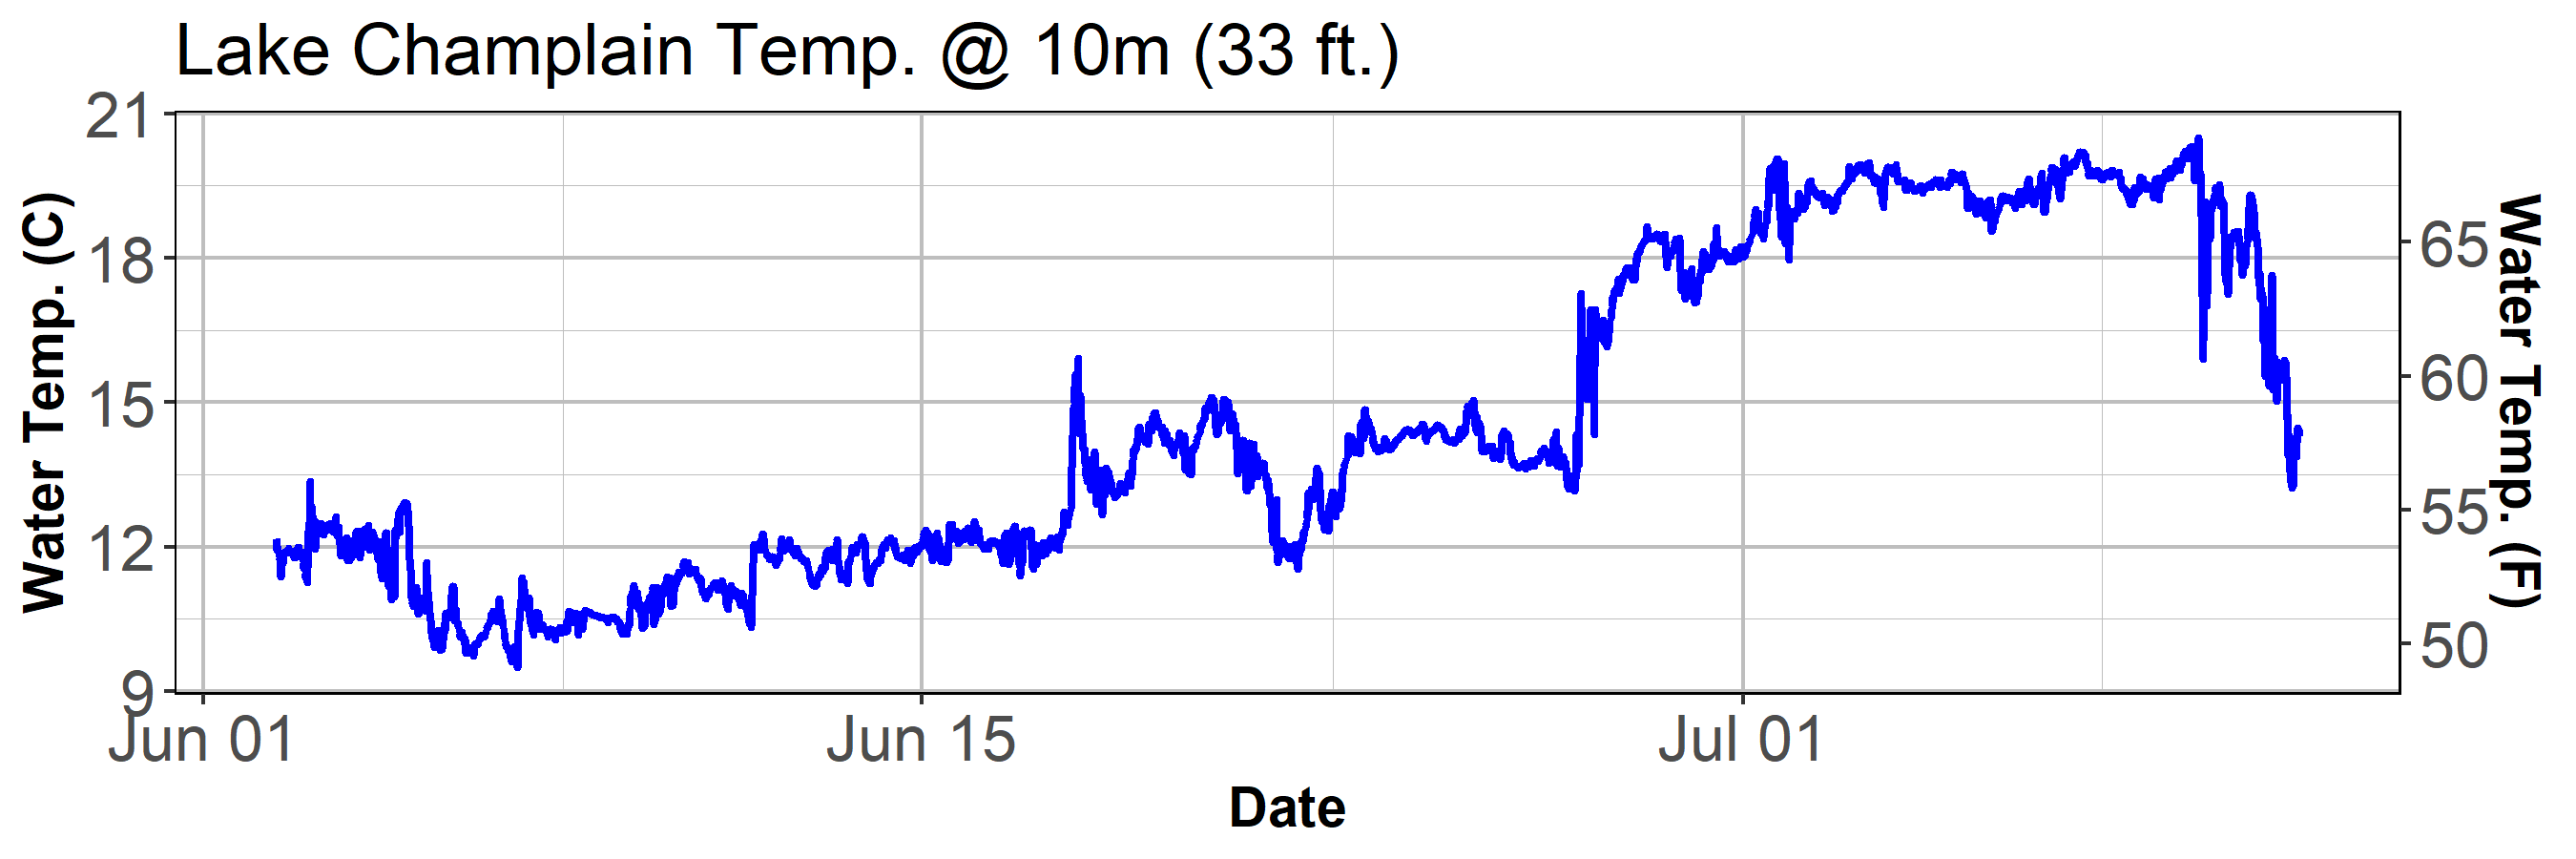 Lake Champlain Temp. @ 10m (33 ft.)
Water Temp. (C)
21
18
15
12
9
Water Temp. (F)
65
60
55
50
Jun 01
Jun 15
Jul 01
Date